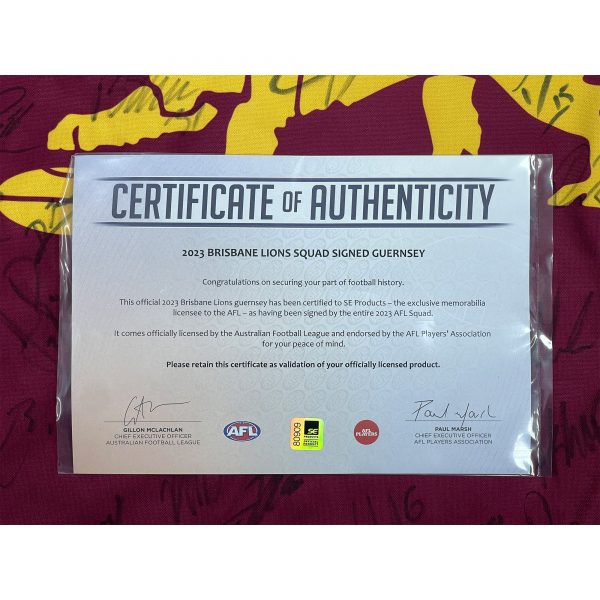 CERTIFICATE OF AUTHENTICITY
2023 BRISBANE LIONS SQUAD SIGNED GUERNSEY
Congratulations on securing your part of football history.
This official 2023 Brisbane Lions guernsey has been certified to SE Products – the exclusive memorabilia
licensee to the AFL – as having been signed by the entire 2023 AFL Squad.
It comes officially licensed by the Australian Football League and endorsed by the AFL Players' Association
for your peace of mind.
Please retain this certificate as validation of your officially licensed product.
Paul Marsh
GILLON MCLACHLAN
CHIEF EXECUTIVE OFFICER
AUSTRALIAN FOOTBALL LEAGUE
AFL
60608
SE
AFL
PLAYERS
PAUL MARSH
CHIEF EXECUTIVE OFFICER
AFL PLAYERS ASSOCIATION